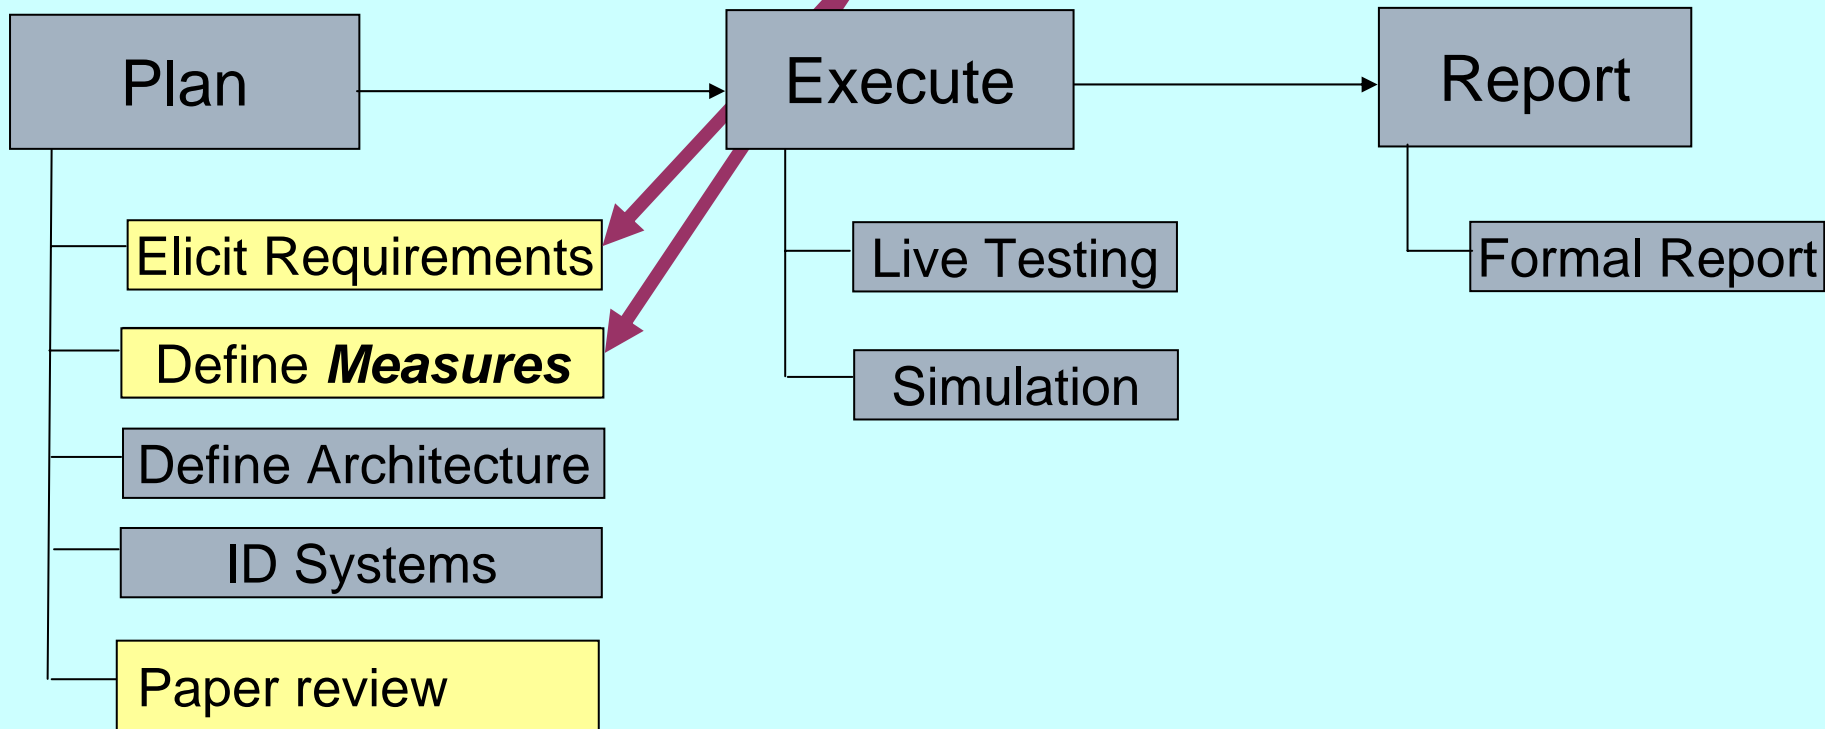 Plan
Execute
Report
Elicit Requirements
Define Measures
Define Architecture
ID Systems
Paper review
Live Testing
Simulation
Formal Report